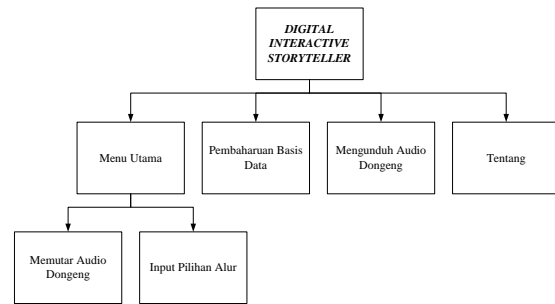 DIGITAL
INTERACTIVE
STORYTELLER
Menu Utama
Pembaharuan Basis
Data
Mengunduh Audio
Dongeng
Tentang
Memutar Audio
Dongeng
Input Pilihan Alur